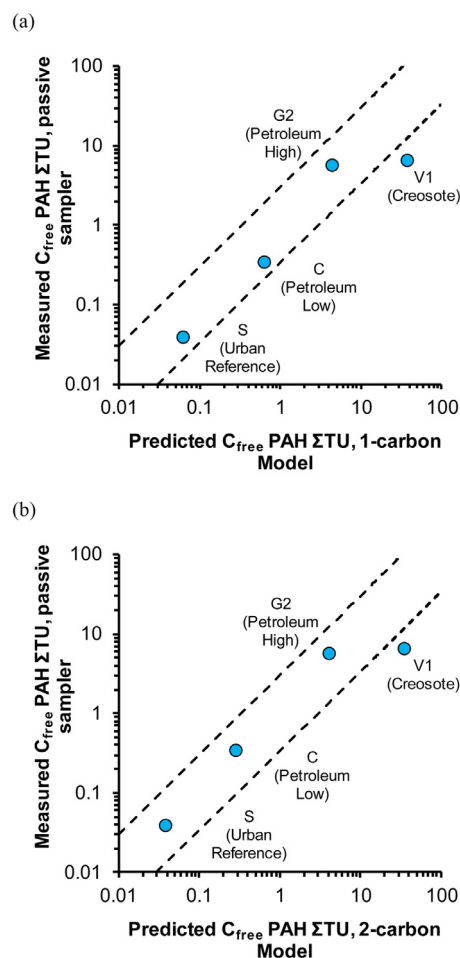 (a)
Measured Cfree PAH ΣTU, passive
sampler
100
10
1
0.1
0.01
G2
(Petroleum
High)
V1
(Creosote)
C
(Petroleum
Low)
S
(Urban
Reference)
0.01 0.1 1 10 100
Predicted Cfree PAH ΣTU, 1-carbon
Model
(b)
Measured Cfree PAH ΣTU, passive
sampler
100
10
1
0.1
0.01
G2
(Petroleum
High)
V1
(Creosote)
C
(Petroleum
Low)
S
(Urban
Reference)
0.01 0.1 1 10 100
Predicted Cfree PAH ΣTU, 2-carbon
Model